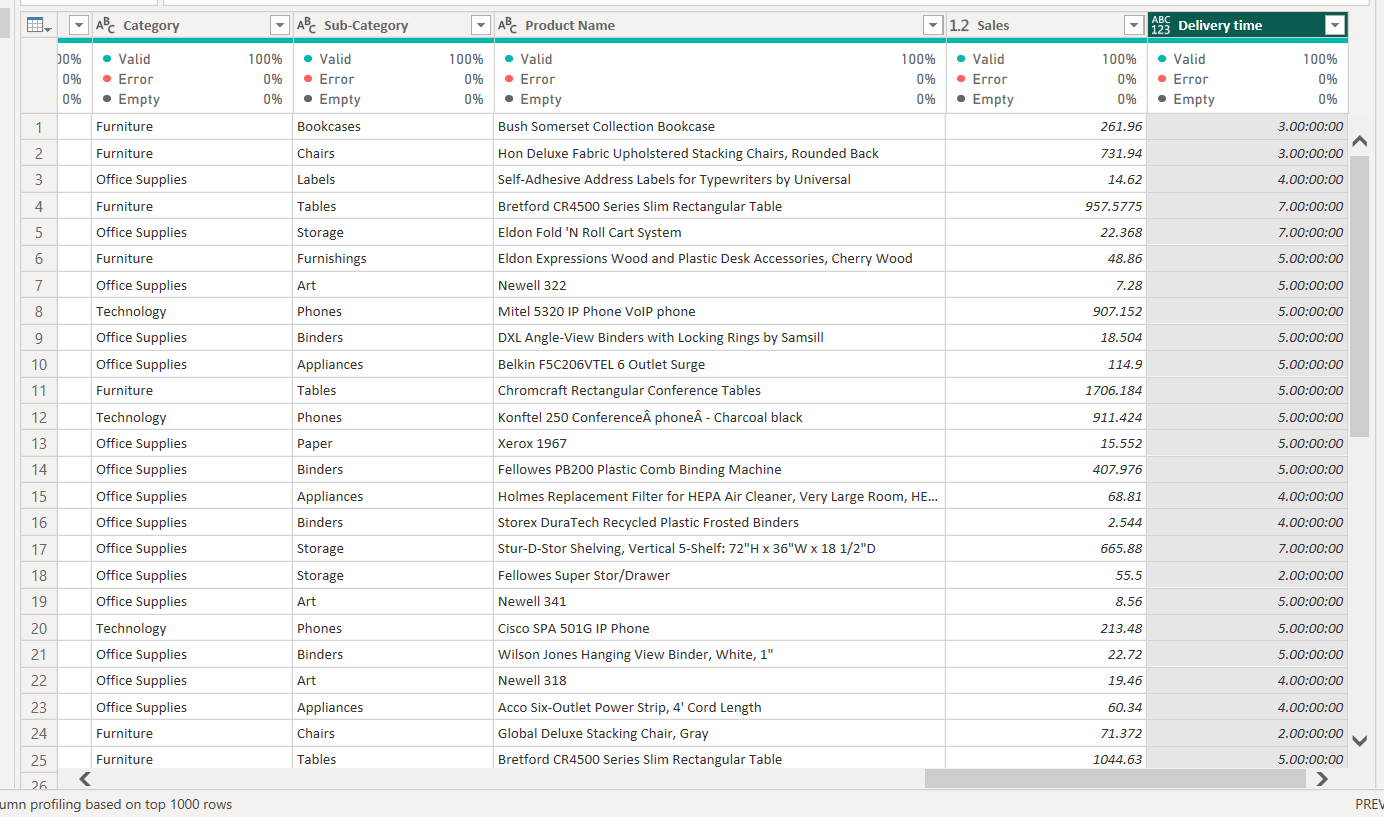 ABC Category ABC Sub-Category ABC Product Name 1.2 Sales ABC 123 Delivery time
00% Valid 100% Valid 100% Valid 100% Valid 100% Valid 100%
0% Error 0% Error 0% Error 0% Error 0% Error 0%
0% Empty 0% Empty 0% Empty 0% Empty 0% Empty 0%
1 Furniture Bookcases Bush Somerset Collection Bookcase 261.96 3.00:00:00
2 Furniture Chairs Hon Deluxe Fabric Upholstered Stacking Chairs, Rounded Back 731.94 3.00:00:00
3 Office Supplies Labels Self-Adhesive Address Labels for Typewriters by Universal 14.62 4.00:00:00
4 Furniture Tables Bretford CR4500 Series Slim Rectangular Table 957.5775 7.00:00:00
5 Office Supplies Storage Eldon Fold 'N Roll Cart System 22.368 7.00:00:00
6 Furniture Furnishings Eldon Expressions Wood and Plastic Desk Accessories, Cherry Wood 48.86 5.00:00:00
7 Office Supplies Art Newell 322 7.28 5.00:00:00
8 Technology Phones Mitel 5320 IP Phone VoIP phone 907.152 5.00:00:00
9 Office Supplies Binders DXL Angle-View Binders with Locking Rings by Samsill 18.504 5.00:00:00
10 Office Supplies Appliances Belkin F5C206VTEL 6 Outlet Surge 114.9 5.00:00:00
11 Furniture Tables Chromcraft Rectangular Conference Tables 1706.184 5.00:00:00
12 Technology Phones Konftel 250 ConferenceÂ phoneÂ - Charcoal black 911.424 5.00:00:00
13 Office Supplies Paper Xerox 1967 15.552 5.00:00:00
14 Office Supplies Binders Fellowes PB200 Plastic Comb Binding Machine 407.976 5.00:00:00
15 Office Supplies Appliances Holmes Replacement Filter for HEPA Air Cleaner, Very Large Room, HE... 68.81 4.00:00:00
16 Office Supplies Binders Storex DuraTech Recycled Plastic Frosted Binders 2.544 4.00:00:00
17 Office Supplies Storage Stur-D-Stor Shelving, Vertical 5-Shelf: 72"H x 36"W x 18 1/2"D 665.88 7.00:00:00
18 Office Supplies Storage Fellowes Super Stor/Drawer 55.5 2.00:00:00
19 Office Supplies Art Newell 341 8.56 5.00:00:00
20 Technology Phones Cisco SPA 501G IP Phone 213.48 5.00:00:00
21 Office Supplies Binders Wilson Jones Hanging View Binder, White, 1" 22.72 5.00:00:00
22 Office Supplies Art Newell 318 19.46 4.00:00:00
23 Office Supplies Appliances Acco Six-Outlet Power Strip, 4' Cord Length 60.34 4.00:00:00
24 Furniture Chairs Global Deluxe Stacking Chair, Gray 71.372 2.00:00:00
25 Furniture Tables Bretford CR4500 Series Slim Rectangular Table 1044.63 5.00:00:00
26
umn profiling based on top 1000 rows PREV